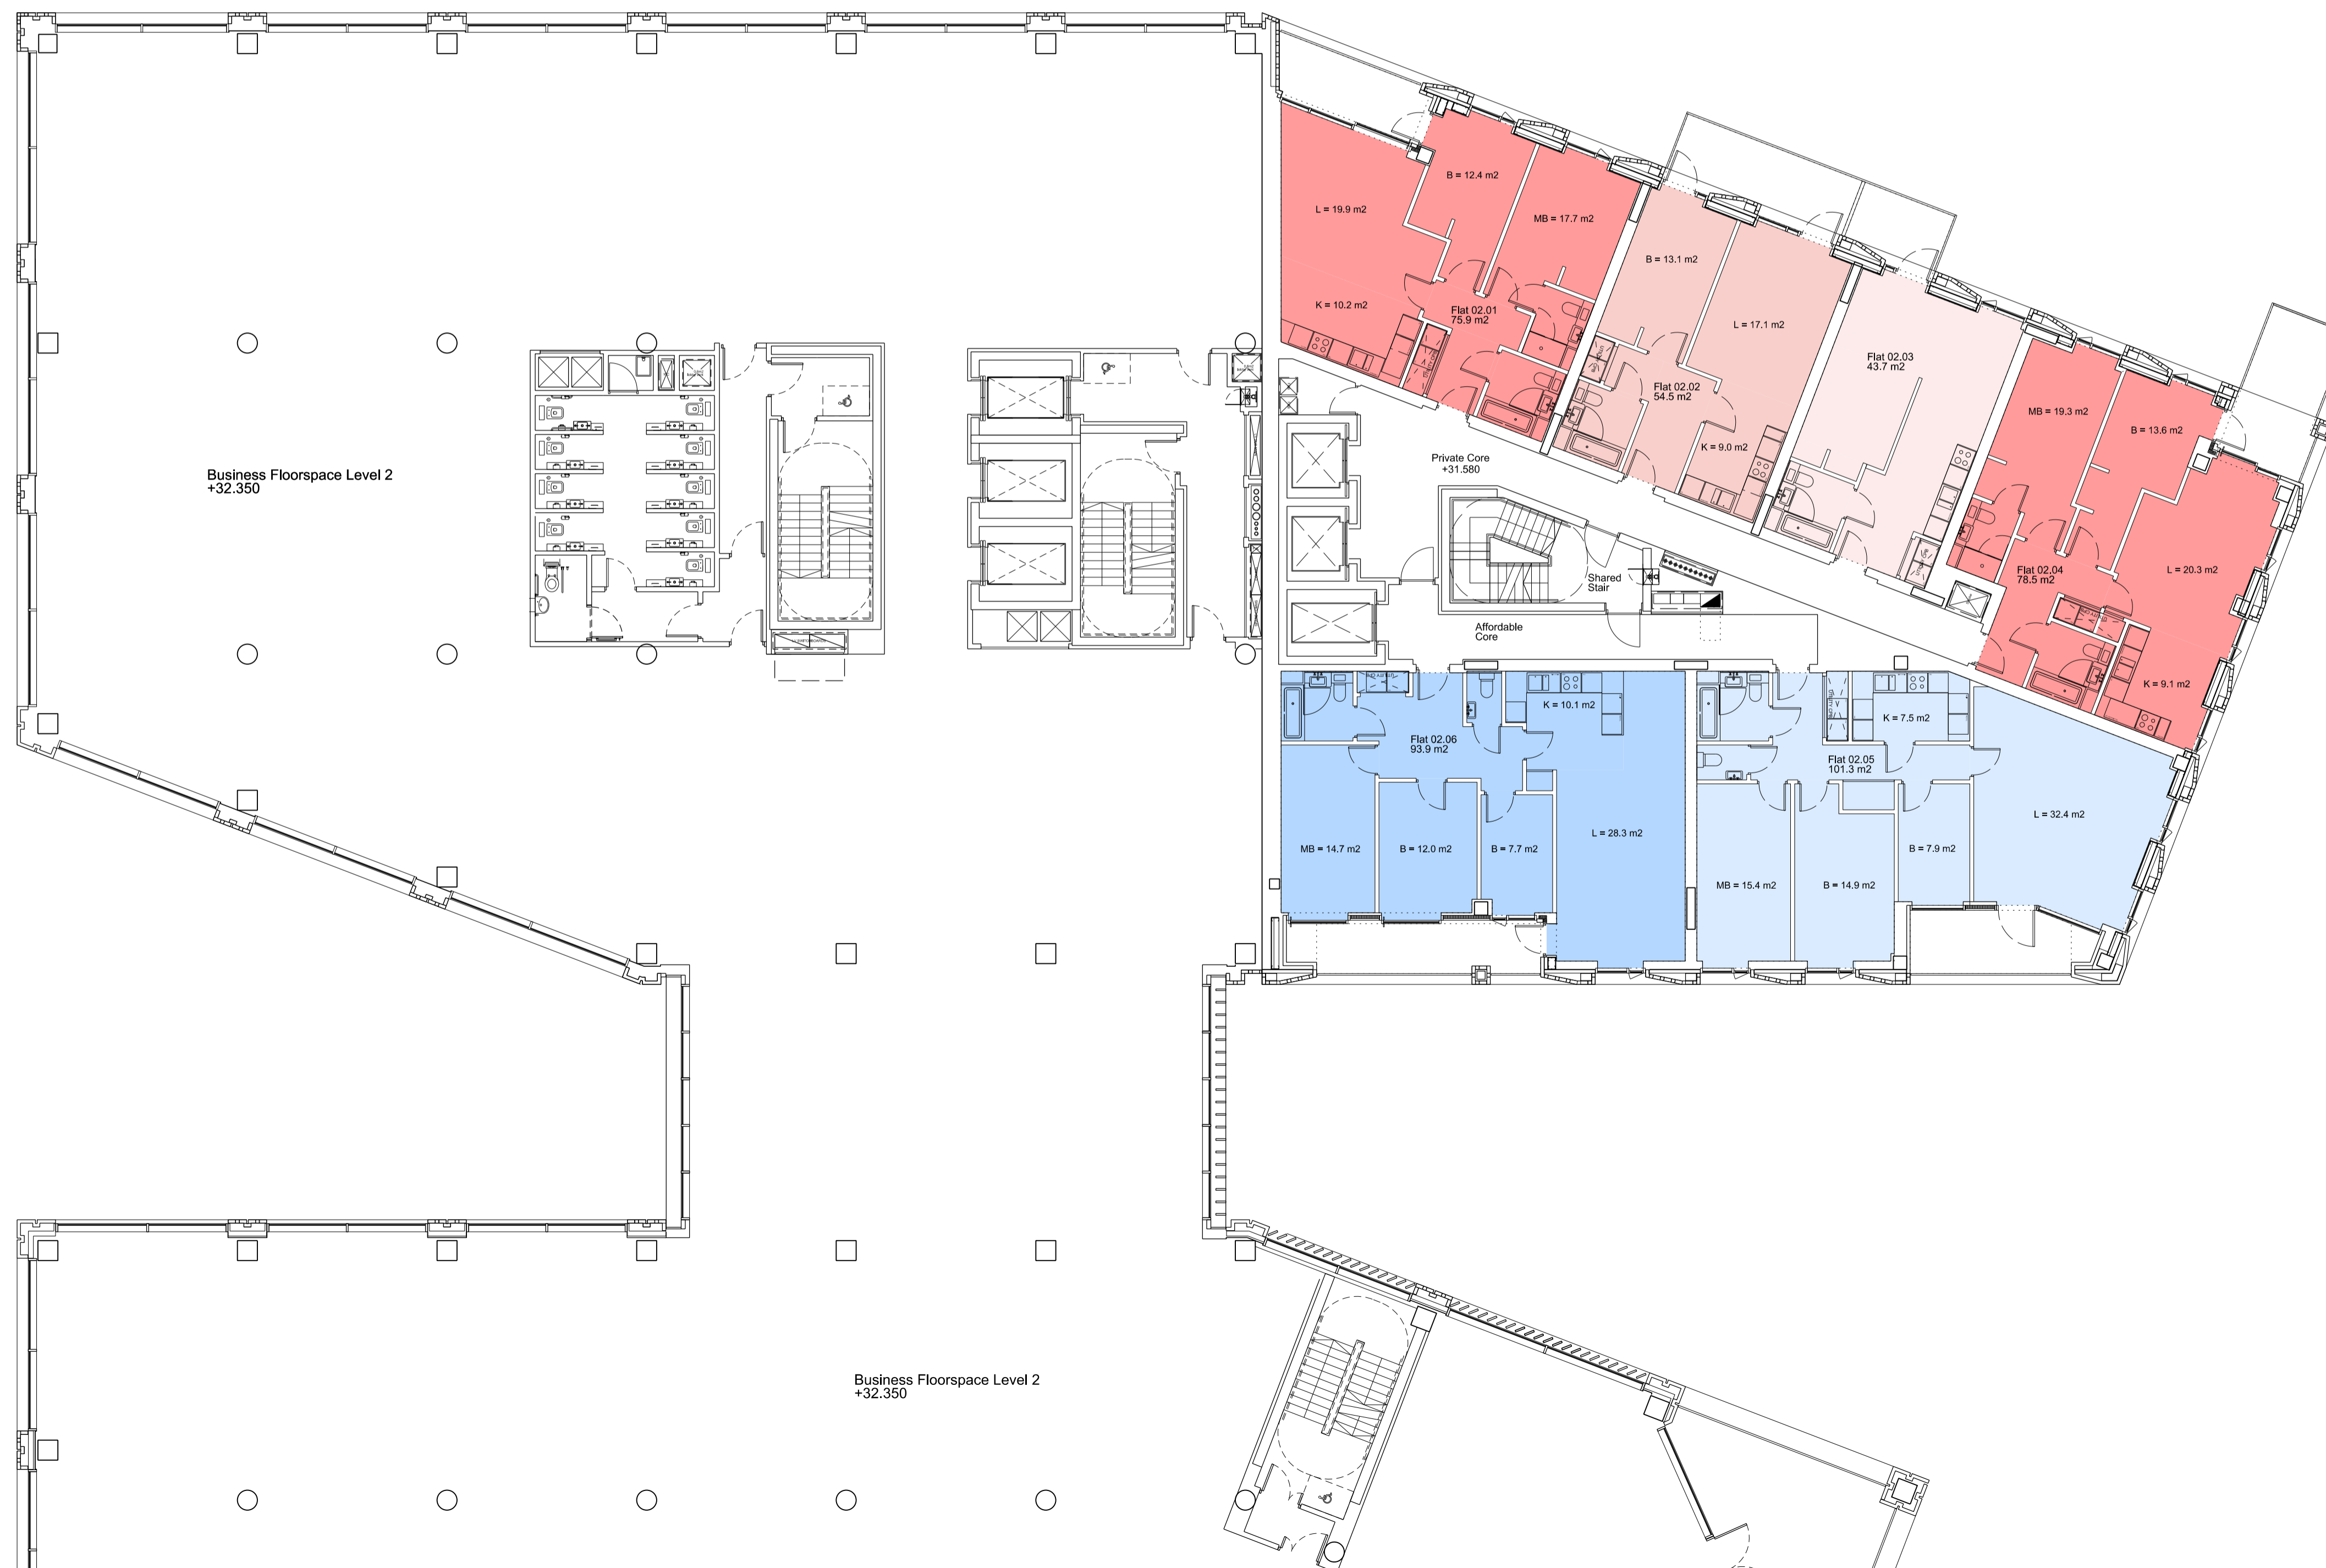 B = 12.4 m2
L = 19.9 m2
MB = 17.7 m2
K = 10.2 m2
Flat 02.01
75.9 m2
B = 13.1 m2
L = 17.1 m2
Flat 02.02
54.5 m2
K = 9.0 m2
Flat 02.03
43.7 m2
MB = 19.3 m2
B = 13.6 m2
Flat 02.04
78.5 m2
L = 20.3 m2
K = 9.1 m2
Business Floorspace Level 2
+32.350
Private Core
+31.580
Shared
Stair
Affordable
Core
K = 10.1 m2
Flat 02.06
93.9 m2
MB = 14.7 m2
B = 12.0 m2
B = 7.7 m2
L = 28.3 m2
K = 7.5 m2
Flat 02.05
101.3 m2
L = 32.4 m2
MB = 15.4 m2
B = 14.9 m2
B = 7.9 m2
Business Floorspace Level 2
+32.350